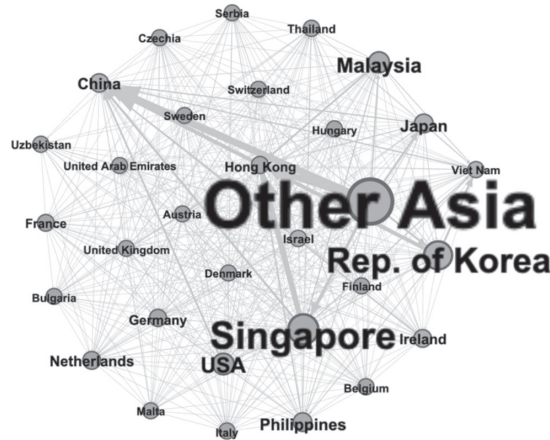 Serbia
Thailand
Czechia
Malaysia
China
Switzerland
Sweden
Japan
Hungary
Uzbekistan
United Arab Emirates
Hong Kong
Viet Nam
Other Asia
Austria
France
Israel
United Kingdom
Rep. of Korea
Denmark
Finland
Bulgaria
Germany
Singapore
Ireland
Netherlands
USA
Belgium
Malta
Philippines
Italy